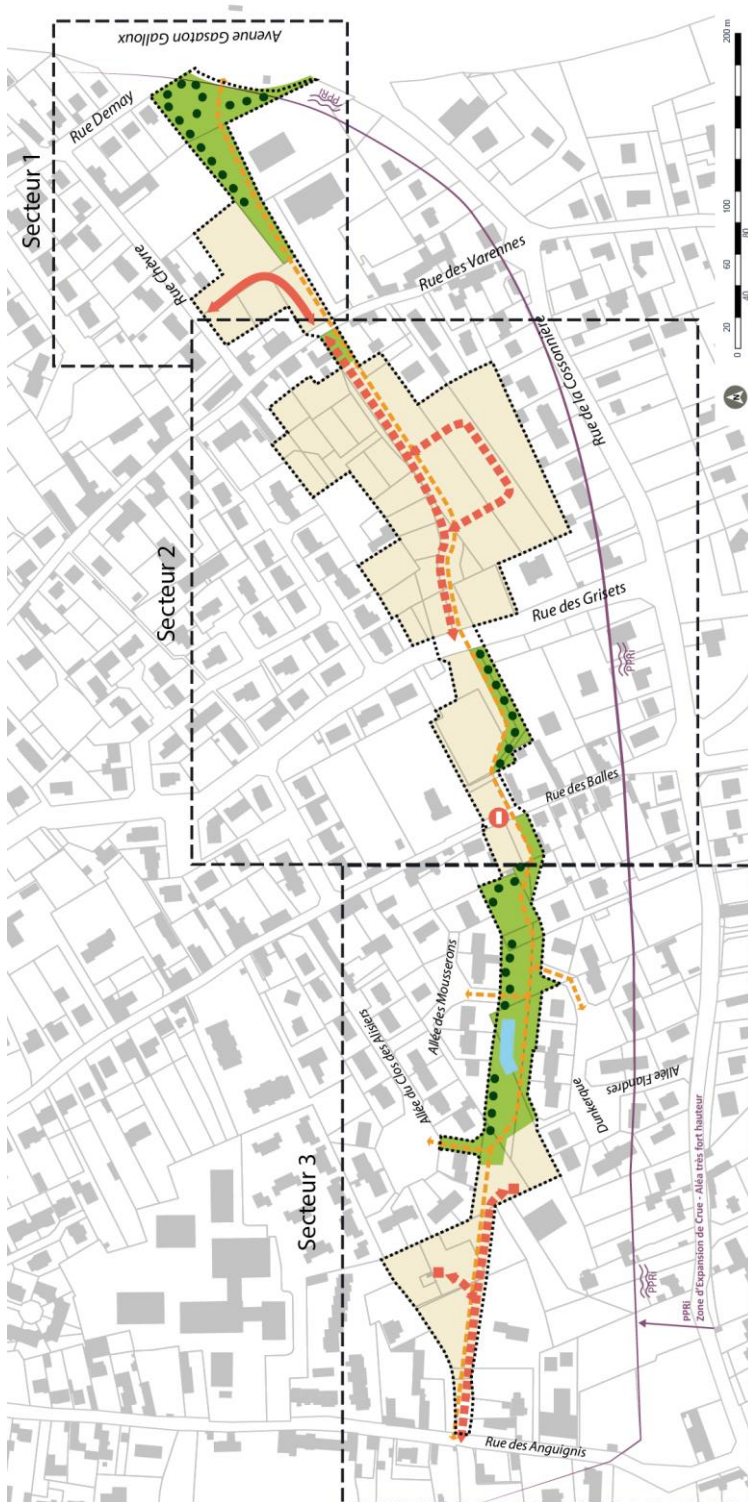 Avenue Gasaton Galloux
Rue Demay
Secteur 1
PPRi
Rue Chèvre
Rue des Varennes
Rue de la Cossonnière
Secteur 2
Rue des Grisets
PPRi
Rue des Balles
Secteur 3
Allée des Mousserons
Allée du Clos des Alisiers
Dunkerque
Allée Flandres
PPRi
PPRi
Zone d'Expansion de Crue - Aléa très fort hauteur
Rue des Anguignis
N
0
20
40
60
80
100
200 m